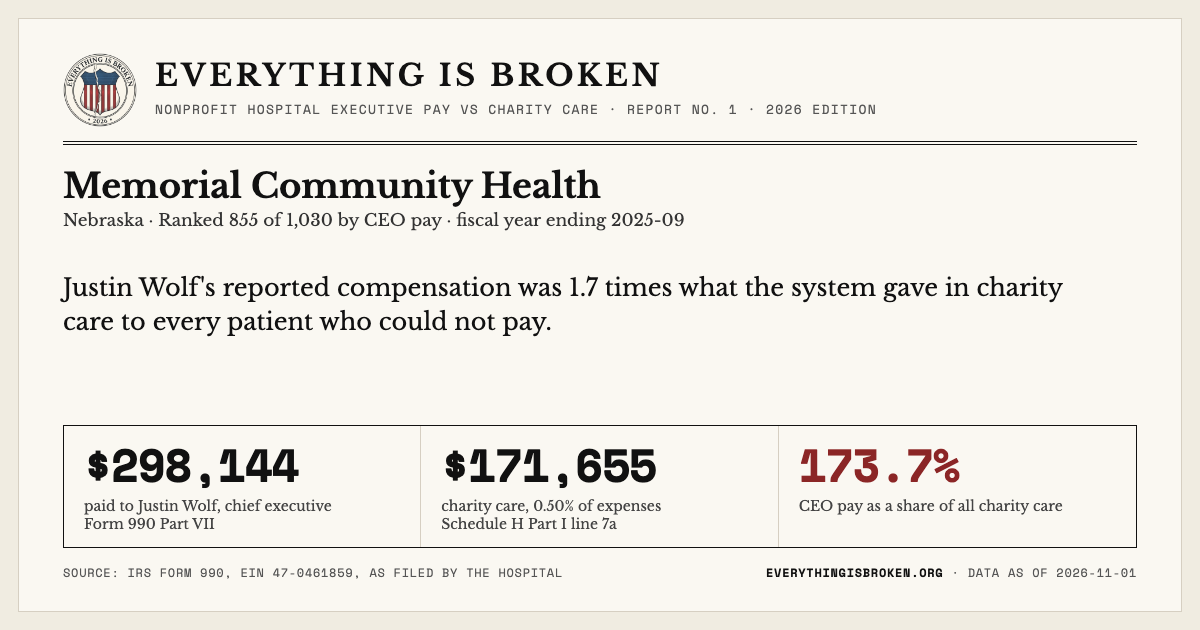 EVERYTHING IS BROKEN
2026
EVERYTHING IS BROKEN
NONPROFIT HOSPITAL EXECUTIVE PAY VS CHARITY CARE · REPORT NO. 1 · 2026 EDITION
Memorial Community Health
Nebraska · Ranked 855 of 1,030 by CEO pay · fiscal year ending 2025-09
Justin Wolf's reported compensation was 1.7 times what the system gave in charity
care to every patient who could not pay.
$298,144
paid to Justin Wolf, chief executive
Form 990 Part VII
$171,655
charity care, 0.50% of expenses
Schedule H Part I line 7a
173.7%
CEO pay as a share of all charity care
SOURCE: IRS FORM 990, EIN 47-0461859, AS FILED BY THE HOSPITAL
EVERYTHINGISBROKEN.ORG · DATA AS OF 2026-11-01